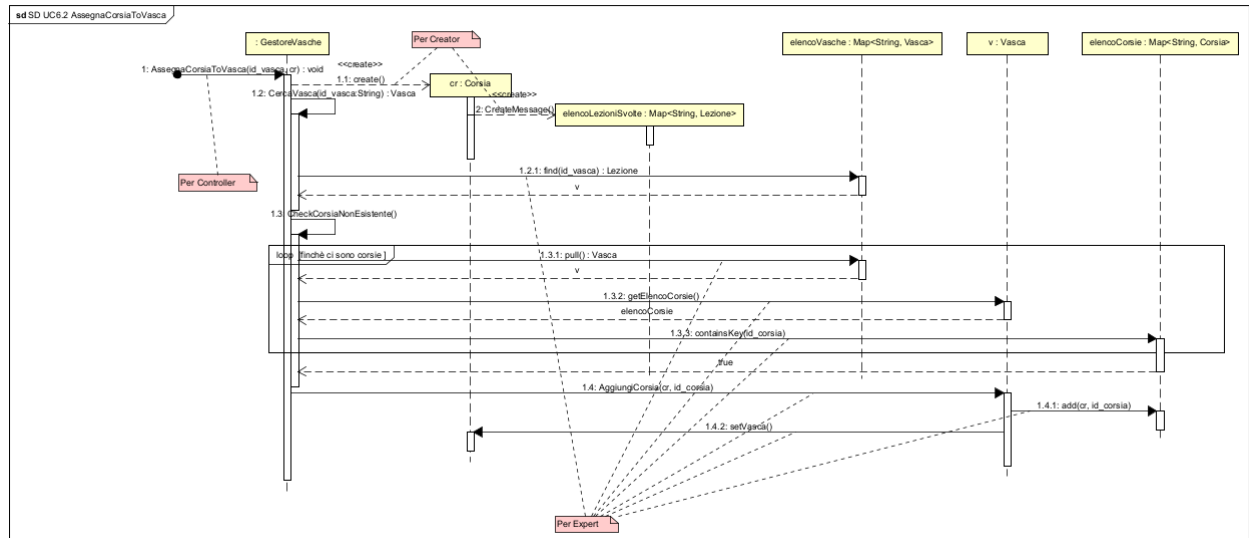 sd SD UC6.2 AssegnaCorsiaToVasca
: GestoreVasche
Per Creator
elencoVasche : Map<String, Vasca>
v : Vasca
elencoCorsie : Map<String, Corsia>
1: AssegnaCorsiaToVasca(id_vasca, cr) : void
<<create>>
1.1: create()
cr : Corsia
1.2: CercaVasca(id_vasca:String) : Vasca
<<create>>
2: CreateMessage()
elencoLezioniSvolte : Map<String, Lezione>
Per Controller
1.2.1: find(id_vasca) : Lezione
v
1.3: CheckCorsiaNonEsistente()
loop [finchè ci sono corsie ]
1.3.1: pull() : Vasca
v
1.3.2: getElencoCorsie()
elencoCorsie
1.3.3: containsKey(id_corsia)
true
1.4: AggiungiCorsia(cr, id_corsia)
1.4.1: add(cr, id_corsia)
1.4.2: setVasca()
Per Expert